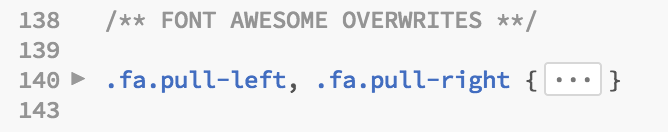 138 /** FONT AWESOME OVERWRITES **/
139
140 ▶ .fa.pull-left, .fa.pull-right { ... }
143